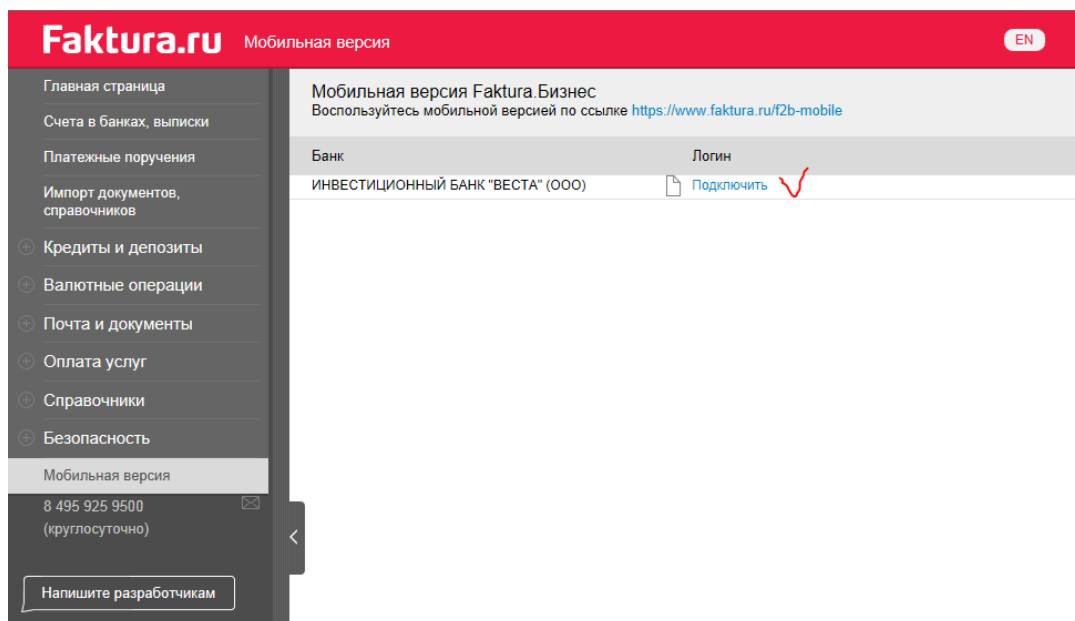 Faktura.ru Мобильная версия EN
Главная страница
Счета в банках, выписки
Платежные поручения
Импорт документов,
справочников
Кредиты и депозиты
Валютные операции
Почта и документы
Оплата услуг
Справочники
Безопасность
Мобильная версия
8 495 925 9500
(круглосуточно)
Напишите разработчикам
Мобильная версия Faktura.Бизнес
Воспользуйтесь мобильной версией по ссылке https://www.faktura.ru/f2b-mobile
Банк Логин
ИНВЕСТИЦИОННЫЙ БАНК "ВЕСТА" (ООО) Подключить